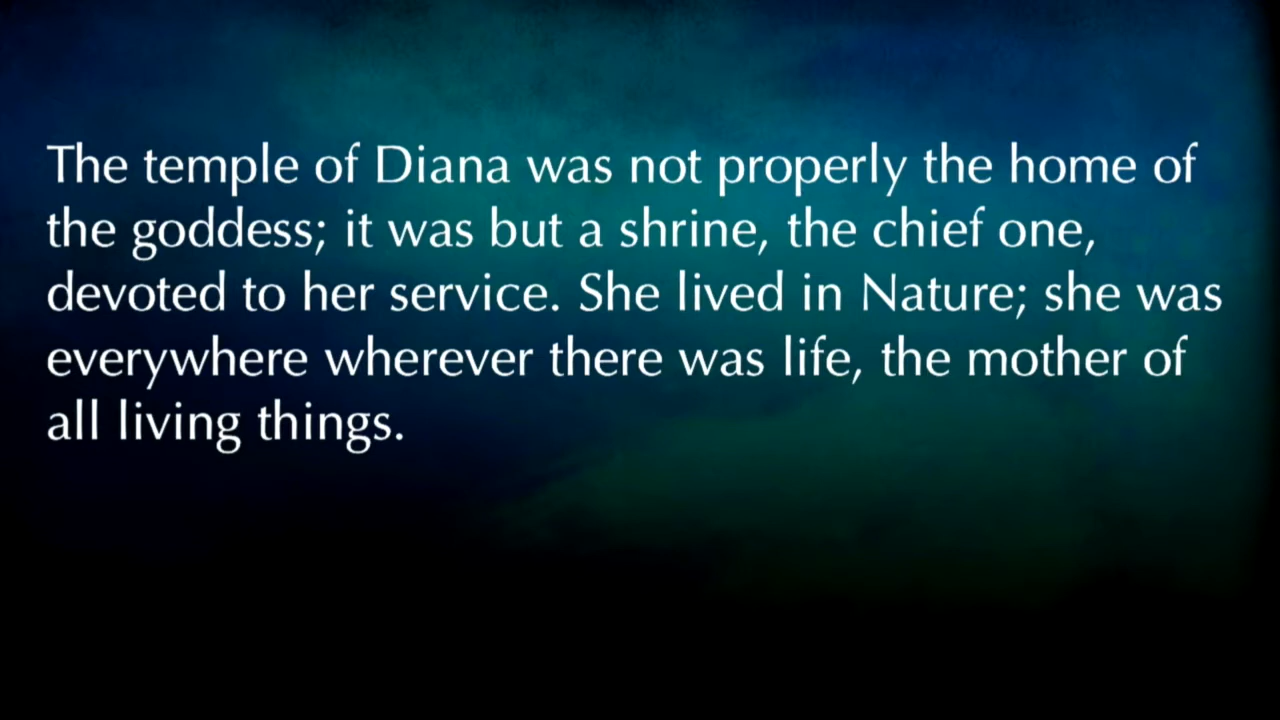 The temple of Diana was not properly the home of
the goddess; it was but a shrine, the chief one,
devoted to her service. She lived in Nature; she was
everywhere wherever there was life, the mother of
all living things.